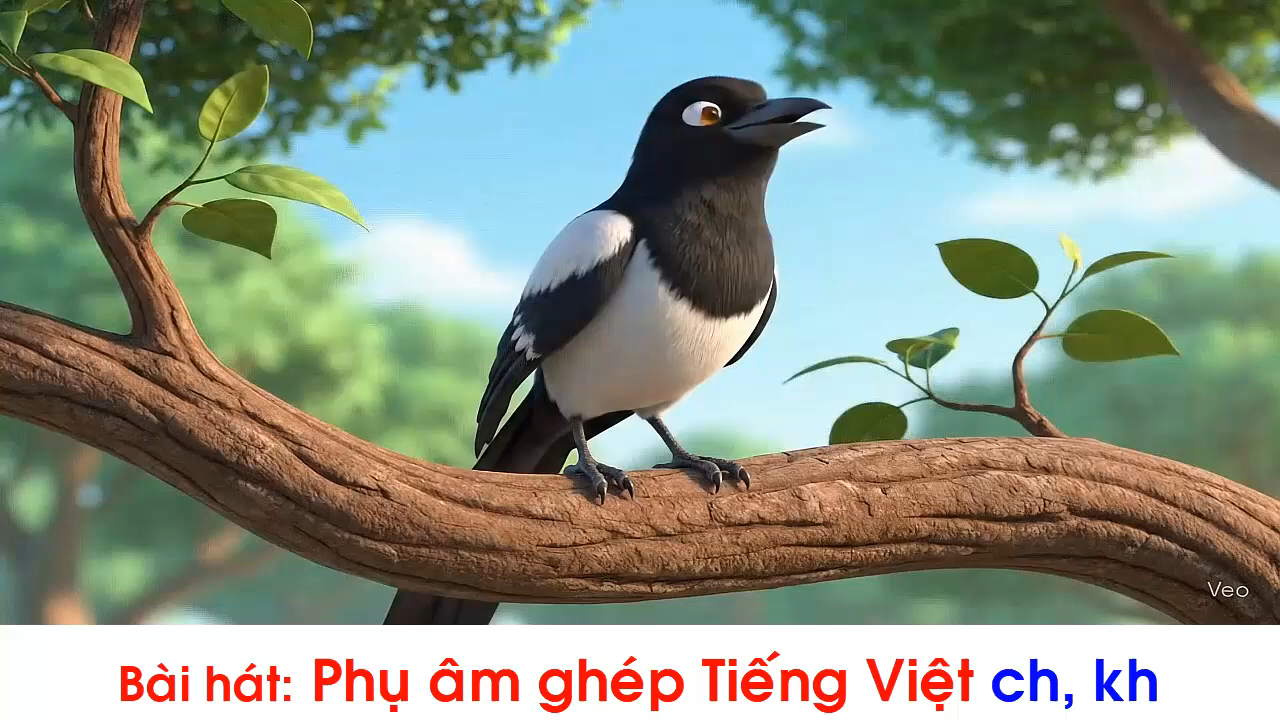 Veo
Bài hát: Phụ âm ghép Tiếng Việt ch, kh